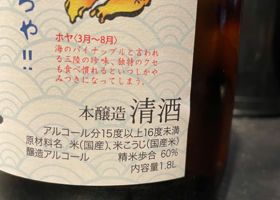 や!!
ホヤ〈3月～8月〉
海のパイナップルと言われ
る三陸の珍味、独特のクセ
も食べ慣れるといつしかや
みつきになってしまう。
本醸造 清酒
アルコール分15度以上16度未満
原材料名 米(国産)、米こうじ(国産米)
醸造アルコール 精米歩合 60%
内容量1.8L